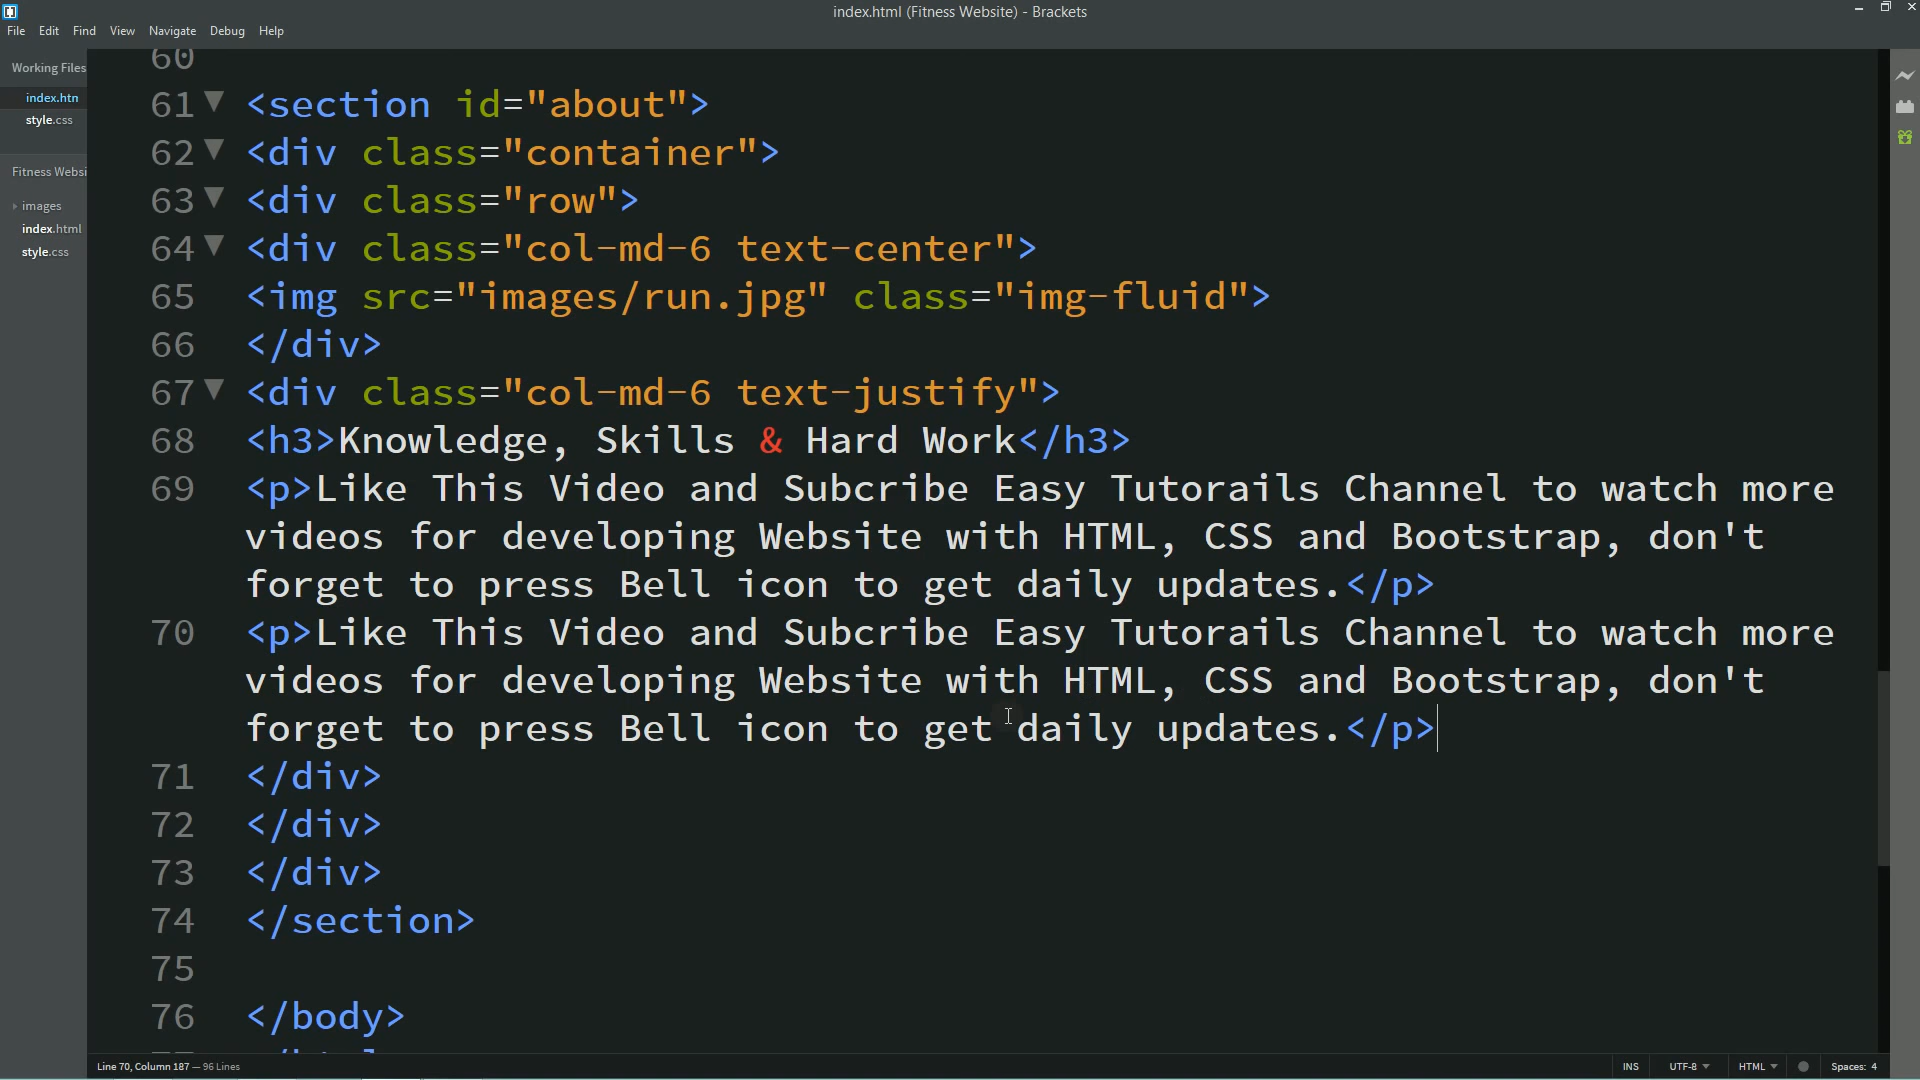 index.html (Fitness Website) - Brackets
File Edit Find View Navigate Debug Help
Working Files
index.htm
style.css
Fitness Websi
images
index.html
style.css
60
61 <section id="about">
62 <div class="container">
63 <div class="row">
64 <div class="col-md-6 text-center">
65 <img src="images/run.jpg" class="img-fluid">
66 </div>
67 <div class="col-md-6 text-justify">
68 <h3>Knowledge, Skills & Hard Work</h3>
69 <p>Like This Video and Subcribe Easy Tutorails Channel to watch more
videos for developing Website with HTML, CSS and Bootstrap, don't
forget to press Bell icon to get daily updates.</p>
70 <p>Like This Video and Subcribe Easy Tutorails Channel to watch more
videos for developing Website with HTML, CSS and Bootstrap, don't
forget to press Bell icon to get daily updates.</p>
71 </div>
72 </div>
73 </div>
74 </section>
75
76 </body>
Line 70, Column 187 — 96 Lines INS UTF-8 HTML Spaces: 4